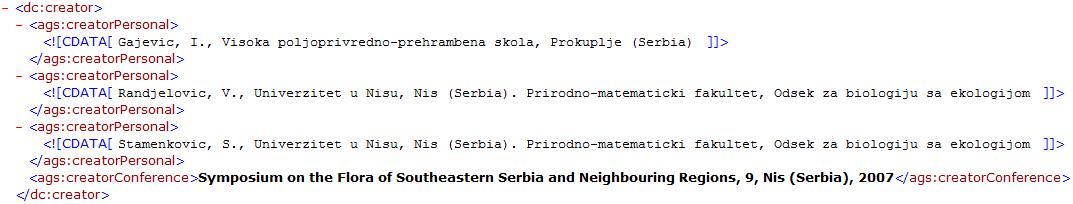 - <dc:creator>
- <ags:creatorPersonal>
<![CDATA[ Gajevic, I., Visoka poljoprivredno-prehrambena skola, Prokuplje (Serbia) ]]>
</ags:creatorPersonal>
- <ags:creatorPersonal>
<![CDATA[ Randjelovic, V., Univerzitet u Nisu, Nis (Serbia). Prirodno-matematicki fakultet, Odsek za biologiju sa ekologijom ]]>
</ags:creatorPersonal>
- <ags:creatorPersonal>
<![CDATA[ Stamenkovic, S., Univerzitet u Nisu, Nis (Serbia). Prirodno-matematicki fakultet, Odsek za biologiju sa ekologijom ]]>
</ags:creatorPersonal>
<ags:creatorConference>Symposium on the Flora of Southeastern Serbia and Neighbouring Regions, 9, Nis (Serbia), 2007</ags:creatorConference>
</dc:creator>